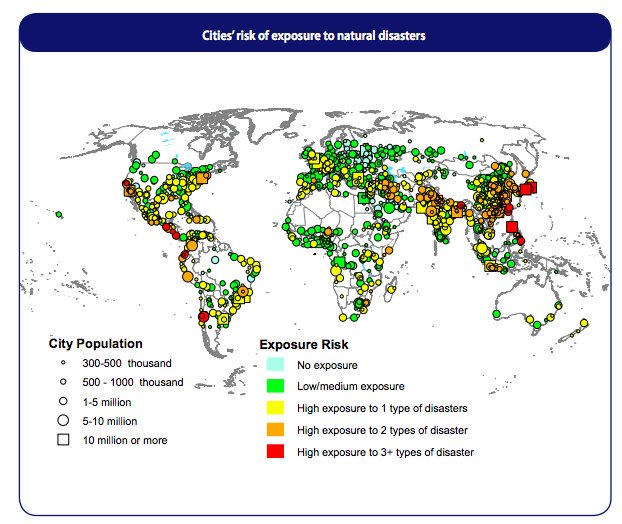 Cities' risk of exposure to natural disasters
City Population
300-500 thousand
500 - 1000 thousand
1-5 million
5-10 million
10 million or more
Exposure Risk
No exposure
Low/medium exposure
High exposure to 1 type of disasters
High exposure to 2 types of disaster
High exposure to 3+ types of disaster